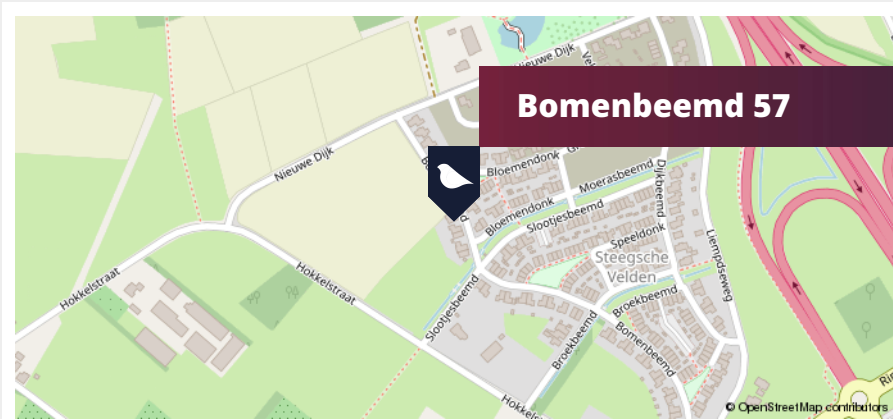 Nieuwe Dijk
Bomenbeemd 57
Nieuwe Dijk
Bloemendonk
Moerasbeemd
Dijkbeemd
Bloemendonk
Slootjesbeemd
Speeldonk
Liempdseweg
Steegsche
Velden
Hokkelstraat
Hokkelstraat
Slootjesbeemd
Broekbeemd
Broekbeemd
Bomenbeemd
© OpenStreetMap contributors